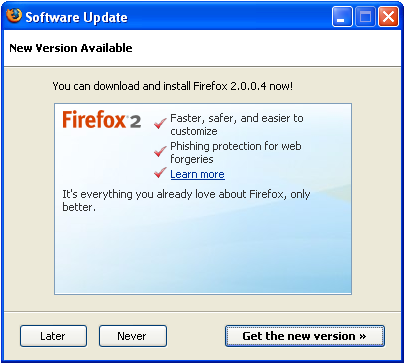 Software Update
New Version Available
You can download and install Firefox 2.0.0.4 now!
Firefox 2
Faster, safer, and easier to
customize
Phishing protection for web
forgeries
Learn more
It's everything you already love about Firefox, only
better.
Later
Never
Get the new version »